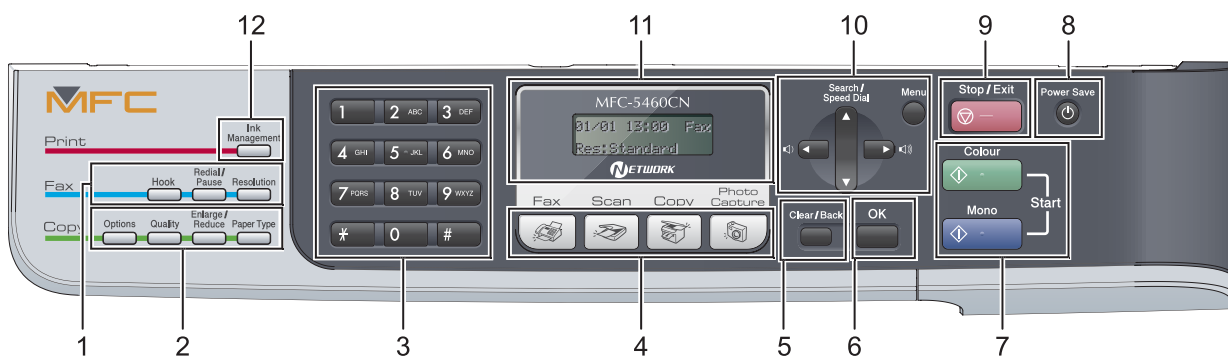 12
11
10
9
8
MFC
Print
Ink
Management
Fax
Hook
Redial /
Pause
Resolution
Copy
Options
Quality
Enlarge /
Reduce
Paper Type
1
2 ABC
3 DEF
4 GHI
5 JKL
6 MNO
7 PQRS
8 TUV
9 WXYZ
*
0
#
MFC-5460CN
01/01 13:00 Fax
Res:Standard
NETWORK
Fax
Scan
Copy
Photo
Capture
Search /
Speed Dial
Menu
Clear / Back
OK
Stop / Exit
Power Save
Colour
Mono
Start
1
2
3
4
5
6
7